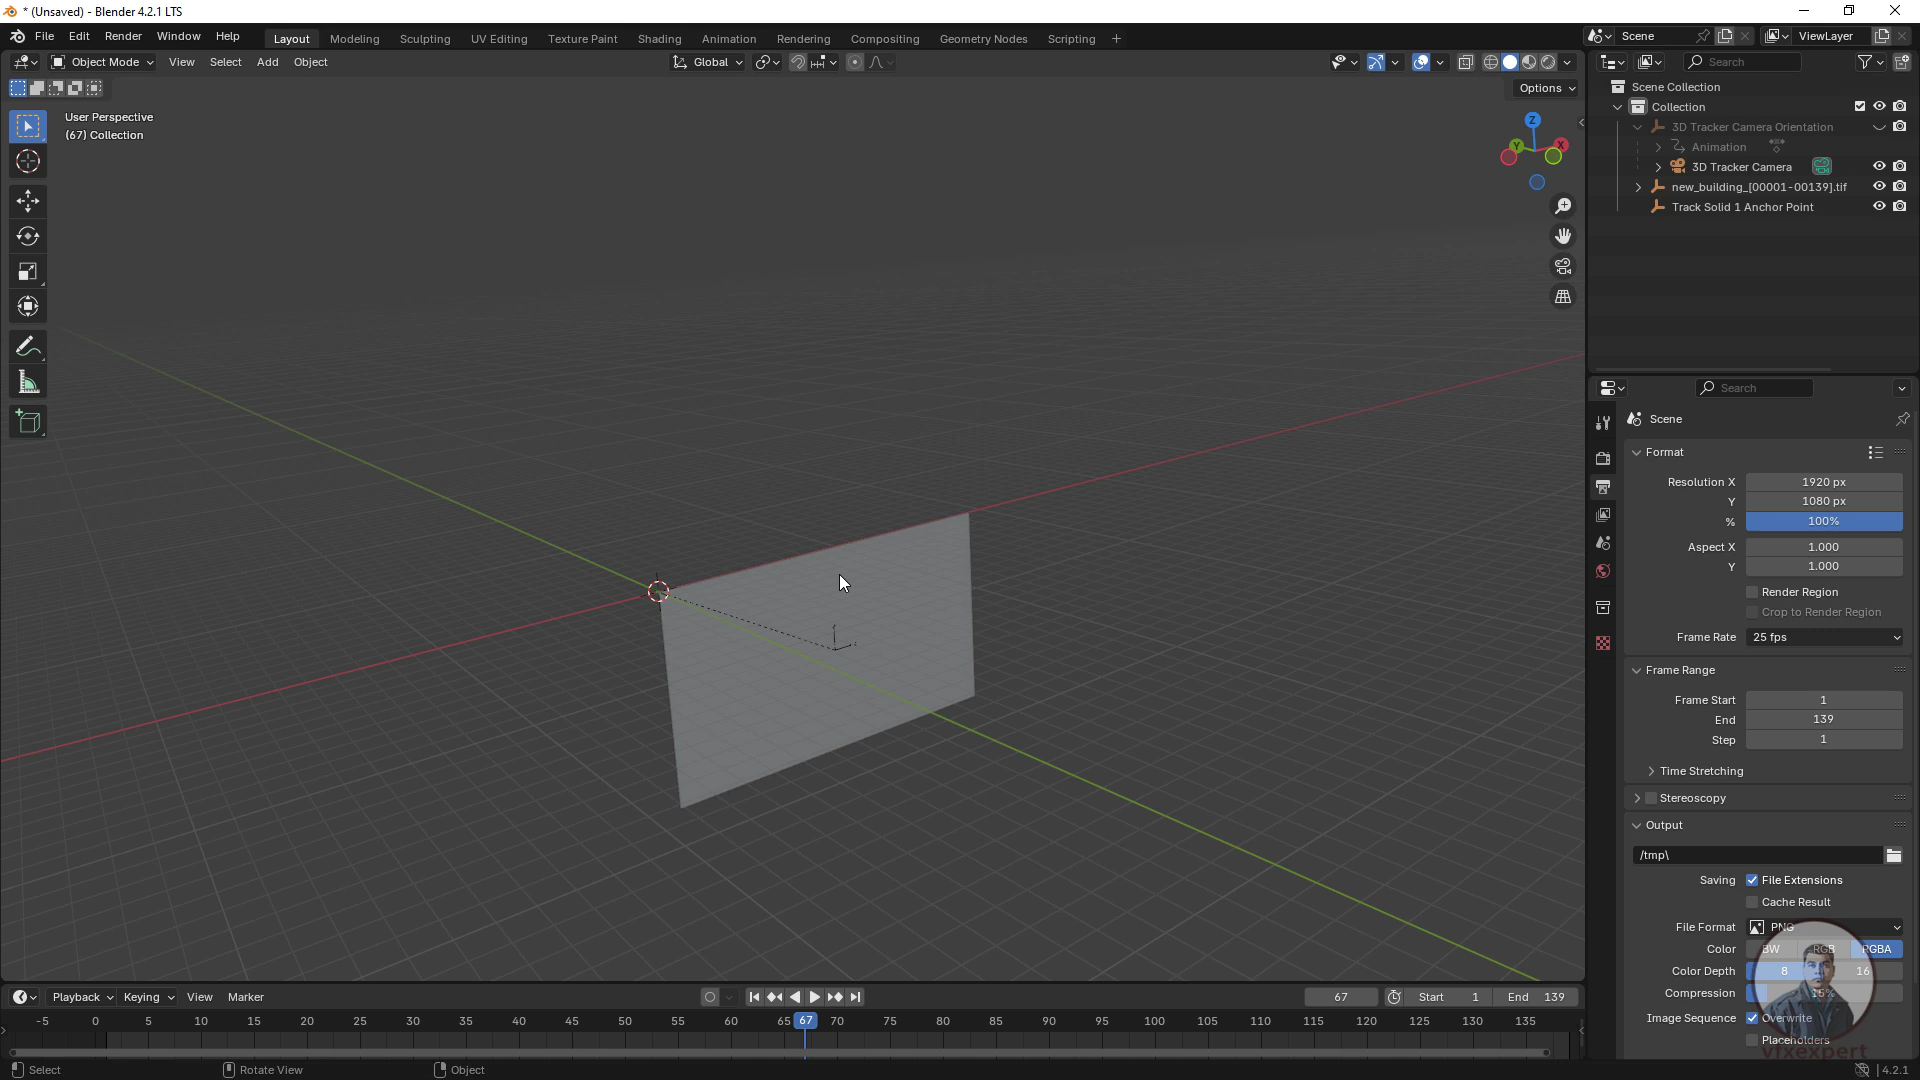 * (Unsaved) - Blender 4.2.1 LTS
File Edit Render Window Help Layout Modeling Sculpting UV Editing Texture Paint Shading Animation Rendering Compositing Geometry Nodes Scripting + Scene ViewLayer
Object Mode View Select Add Object Global Search
Options
User Perspective
(67) Collection
Z
Y X
Scene Collection
Collection
3D Tracker Camera Orientation
Animation
3D Tracker Camera
new_building_[00001-00139].tif
Track Solid 1 Anchor Point
Search
Scene
Format
Resolution X 1920 px
Y 1080 px
% 100%
Aspect X 1.000
Y 1.000
Render Region
Crop to Render Region
Frame Rate 25 fps
Frame Range
Frame Start 1
End 139
Step 1
Time Stretching
Stereoscopy
Output
/tmp\
Saving File Extensions
Cache Result
File Format PNG
Color BW RGB RGBA
Color Depth 8 16
Compression 15%
Image Sequence Overwrite
Placeholders
vfxexpert
Playback Keying View Marker 67 Start 1 End 139
-5 0 5 10 15 20 25 30 35 40 45 50 55 60 65 67 70 75 80 85 90 95 100 105 110 115 120 125 130 135
Select Rotate View Object 4.2.1